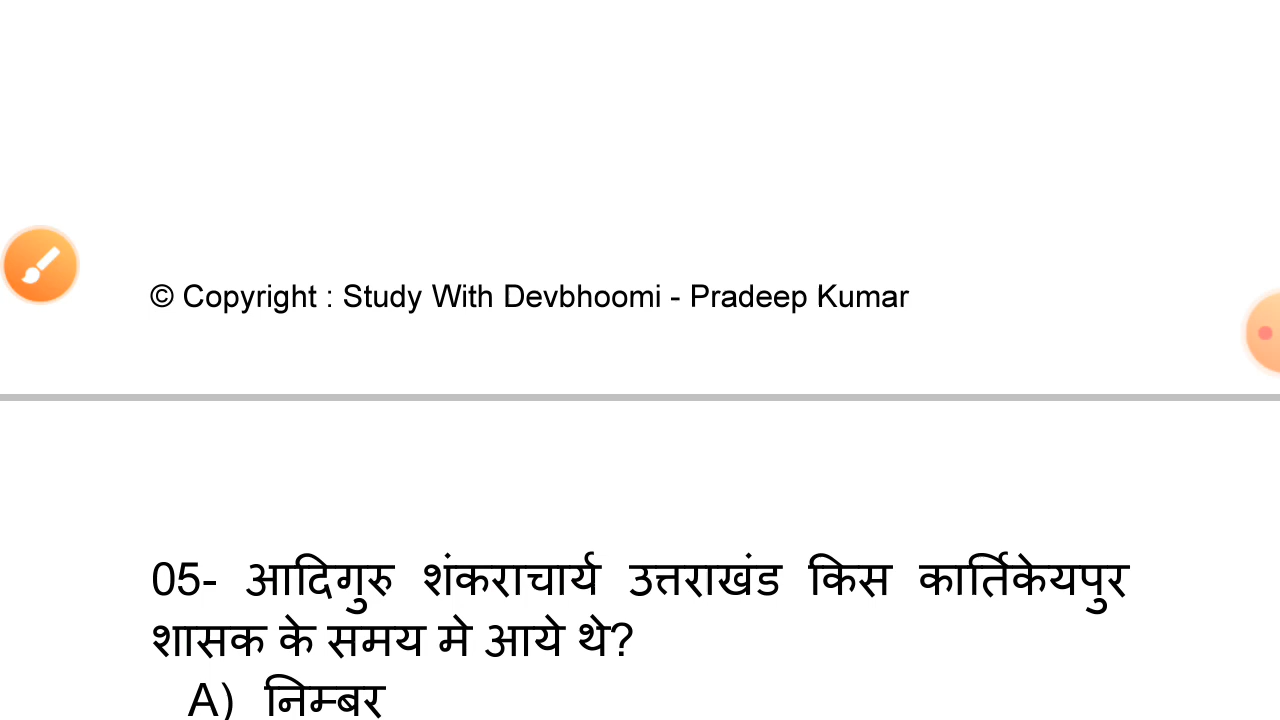 © Copyright : Study With Devbhoomi - Pradeep Kumar
05- आदिगुरु शंकराचार्य उत्तराखंड किस कार्तिकेयपुर
शासक के समय मे आये थे?
A) निम्बर